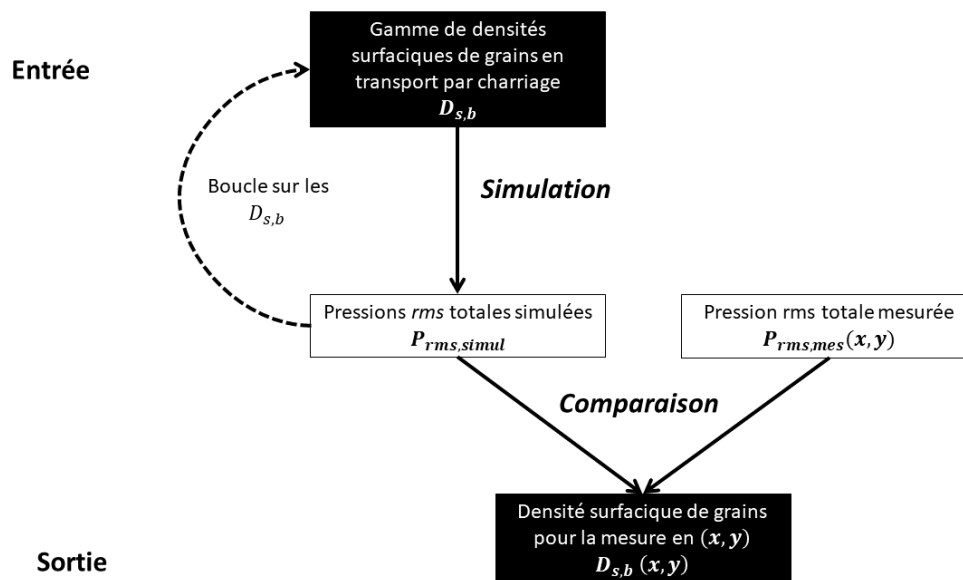 Gamme de densités
surfaciques de grains en
transport par charriage
D_{s,b}
Entrée
Boucle sur les
D_{s,b}
Simulation
Pressions rms totales simulées
P_{rms,simul}
Pression rms totale mesurée
P_{rms,mes}(x, y)
Comparaison
Densité surfacique de grains
pour la mesure en (x, y)
D_{s,b} (x, y)
Sortie